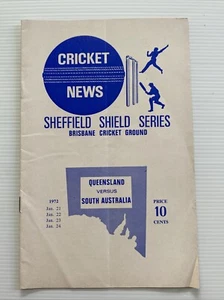 CRICKET
NEWS
SHEFFIELD SHIELD SERIES
BRISBANE CRICKET GROUND
QUEENSLAND
VERSUS
SOUTH AUSTRALIA
1972
Jan. 21
Jan. 22
Jan. 23
Jan. 24
PRICE
10
CENTS